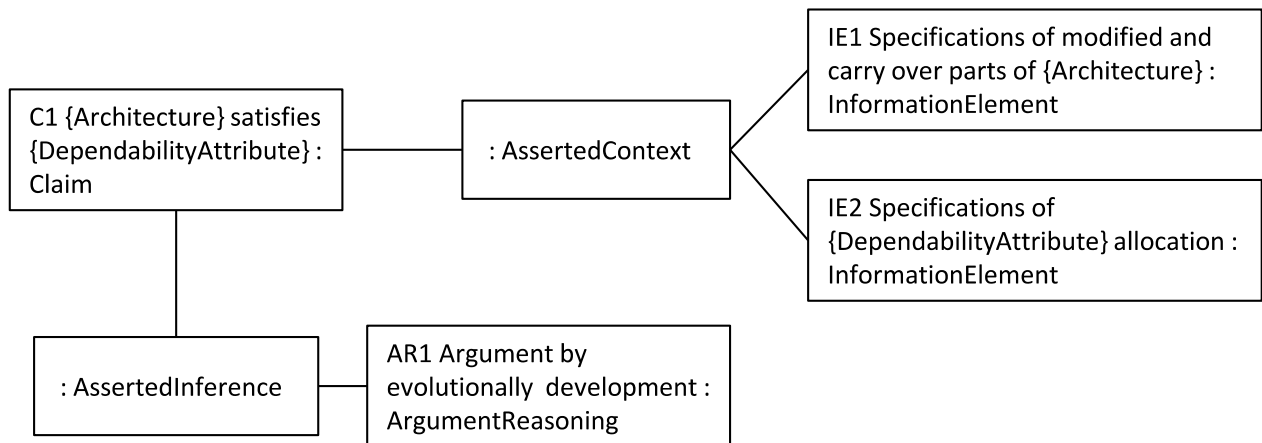 C1 {Architecture} satisfies
{DependabilityAttribute} :
Claim
: AssertedContext
IE1 Specifications of modified and
carry over parts of {Architecture} :
InformationElement
IE2 Specifications of
{DependabilityAttribute} allocation :
InformationElement
: AssertedInference
AR1 Argument by
evolutionally  development :
ArgumentReasoning